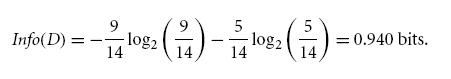 Info(D) = −9/14 log₂(9/14) − 5/14 log₂(5/14) = 0.940 bits.